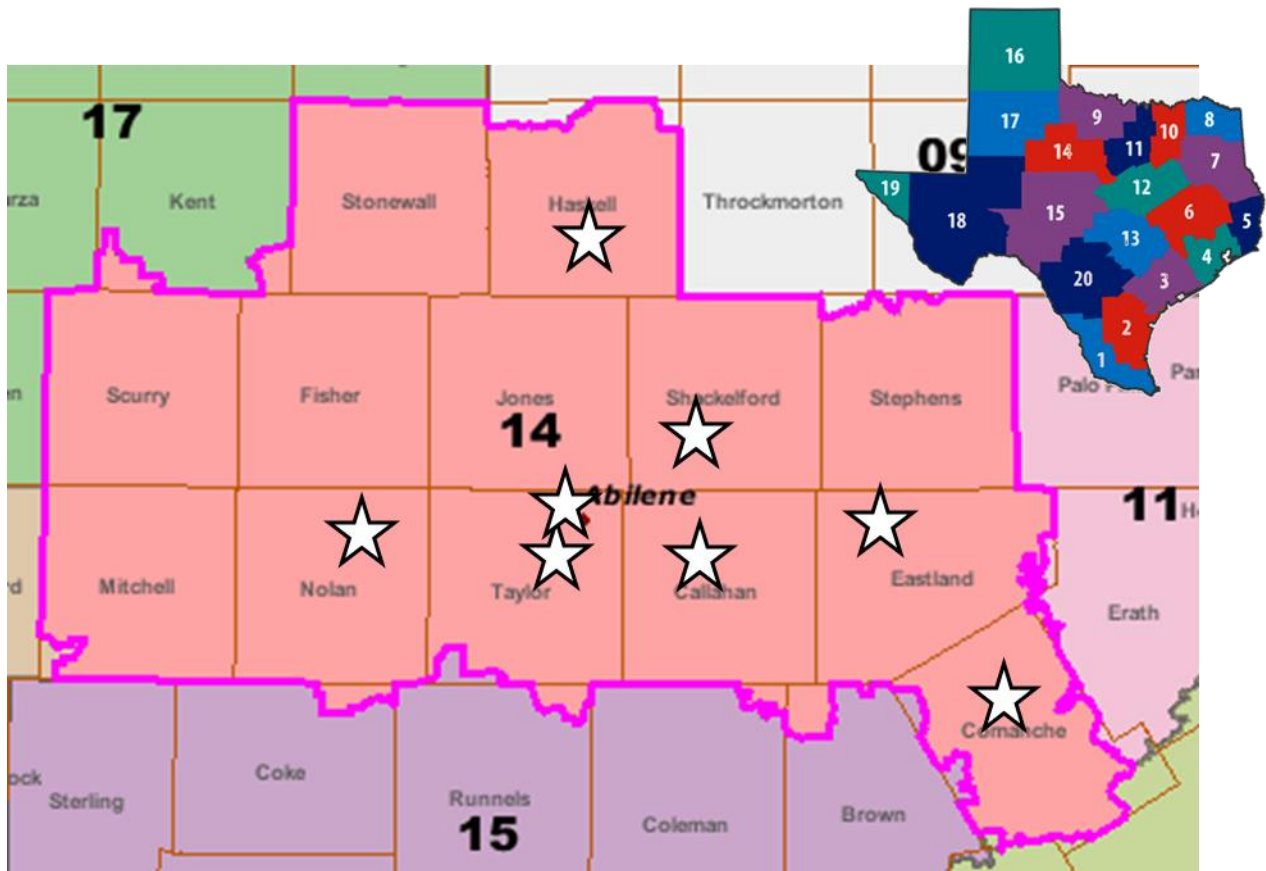 16
17
9
10
8
14
11
7
19
12
15
6
5
18
13
4
20
3
2
1
17
09
Kent
Stonewall
Throckmorton
Scurry
Fisher
Jones
Shackelford
Stephens
14
Abilene
11
Mitchell
Nolan
Taylor
Callahan
Eastland
Erath
Comanche
Coke
Sterling
Runnels
Coleman
Brown
15